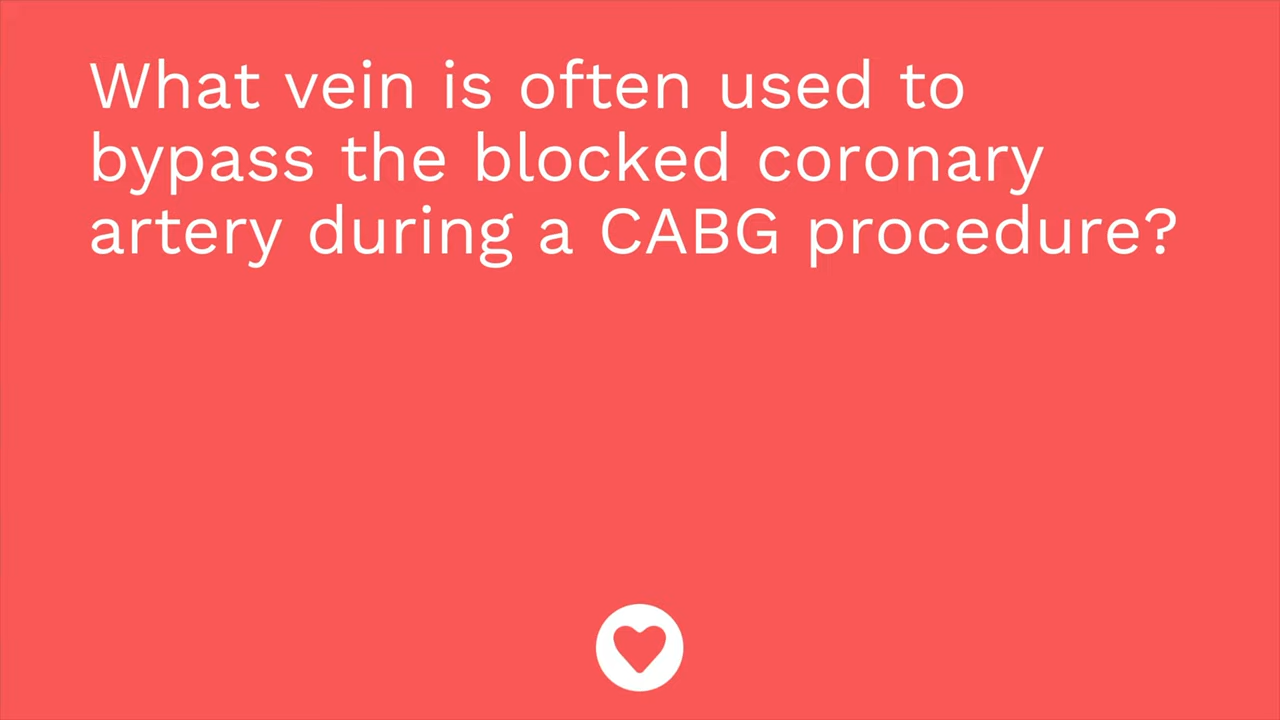 What vein is often used to
bypass the blocked coronary
artery during a CABG procedure?